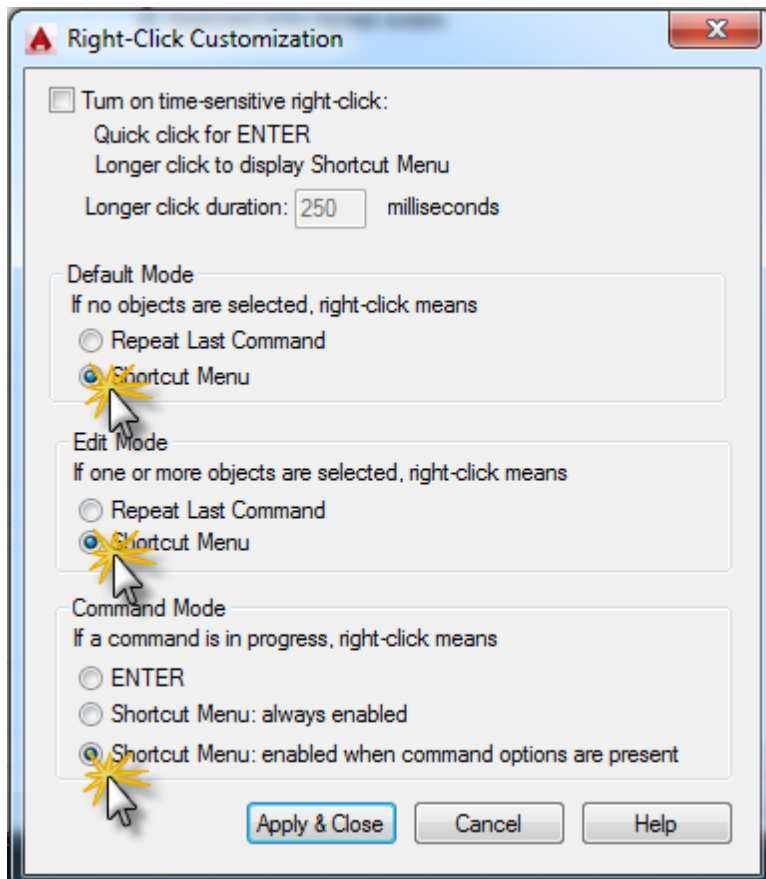 Right-Click Customization
Turn on time-sensitive right-click:
Quick click for ENTER
Longer click to display Shortcut Menu
Longer click duration: 250 milliseconds
Default Mode
If no objects are selected, right-click means
Repeat Last Command
Shortcut Menu
Edit Mode
If one or more objects are selected, right-click means
Repeat Last Command
Shortcut Menu
Command Mode
If a command is in progress, right-click means
ENTER
Shortcut Menu: always enabled
Shortcut Menu: enabled when command options are present
Apply & Close Cancel Help